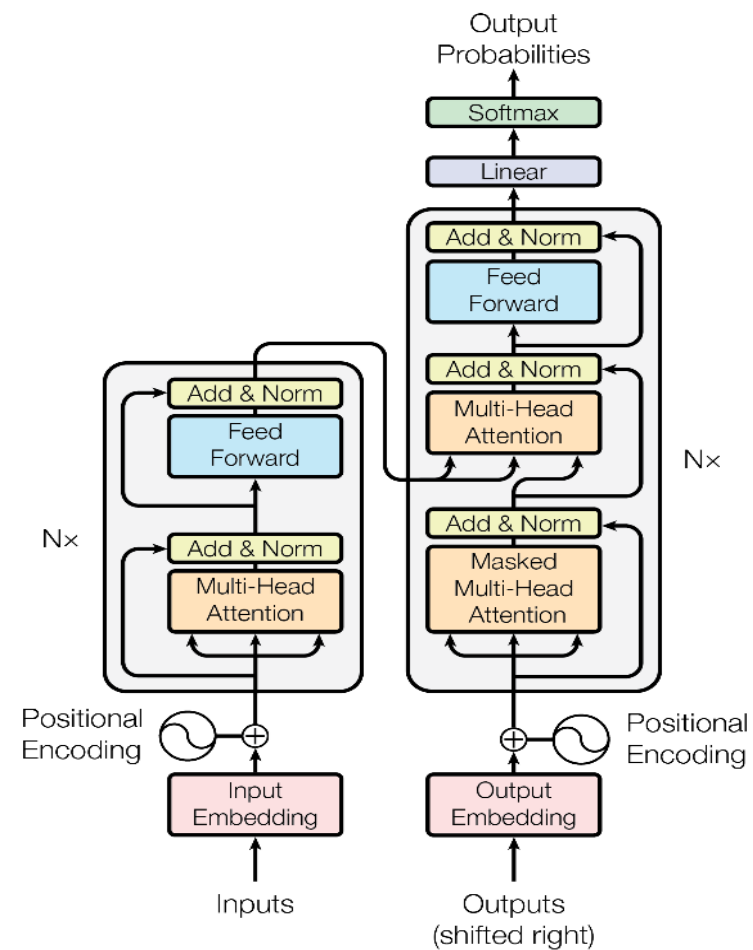 Output
Probabilities
Softmax
Linear
Add & Norm
Feed
Forward
Add & Norm
Multi-Head
Attention
Add & Norm
Masked
Multi-Head
Attention
Nx
Add & Norm
Feed
Forward
Add & Norm
Multi-Head
Attention
Nx
Positional
Encoding
Positional
Encoding
Input
Embedding
Output
Embedding
Inputs
Outputs
(shifted right)